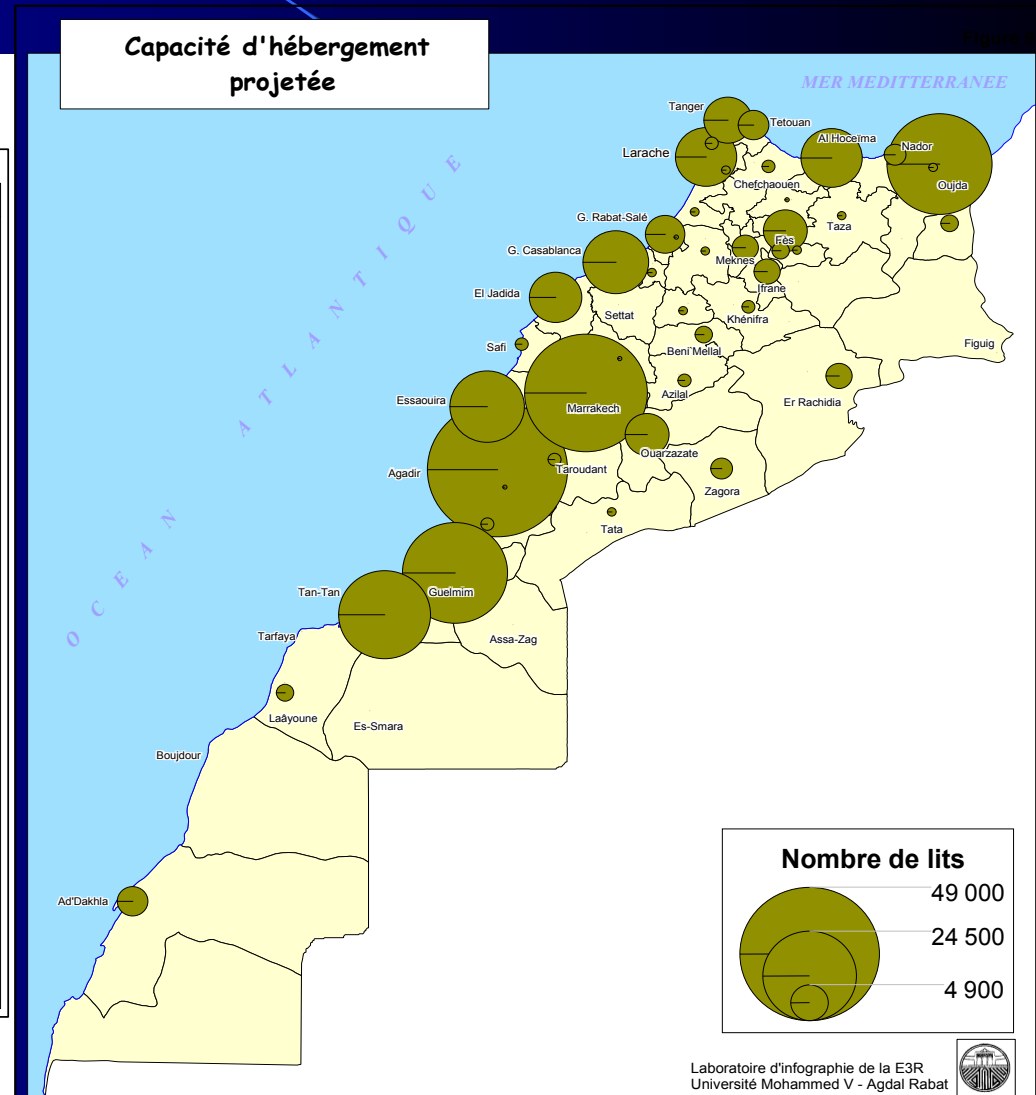 Capacité d'hébergement
projetée
MER MEDITTERRANEE
OCEAN ATLANTIQUE
Tanger
Tetouan
Larache
Al Hoceïma
Nador
Oujda
Chefchaouen
G. Rabat-Salé
Taza
Fès
G. Casablanca
Meknes
Ifrane
El Jadida
Settat
Khénifra
Safi
Beni Mellal
Figuig
Essaouira
Marrakech
Azilal
Er Rachidia
Agadir
Taroudant
Ouarzazate
Zagora
Tata
Tan-Tan
Guelmim
Tarfaya
Assa-Zag
Laâyoune
Es-Smara
Boujdour
Ad'Dakhla
Nombre de lits
49 000
24 500
4 900
Laboratoire d'infographie de la E3R
Université Mohammed V - Agdal Rabat